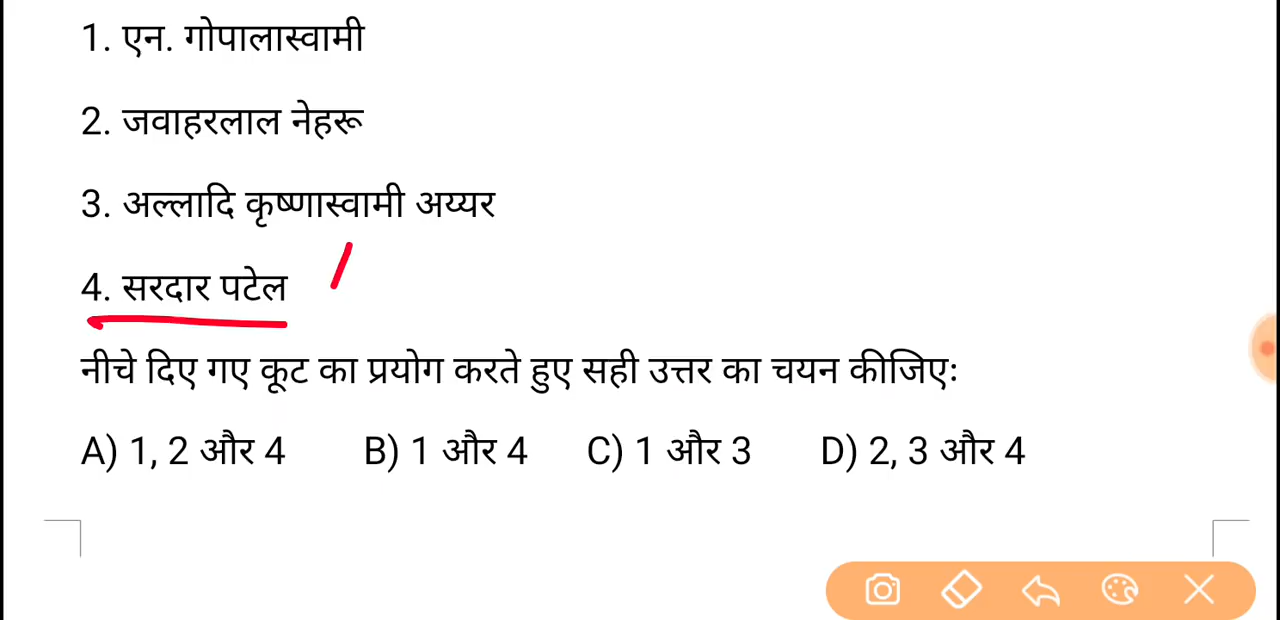 1. एन. गोपालास्वामी
2. जवाहरलाल नेहरू
3. अल्लादि कृष्णास्वामी अय्यर
4. सरदार पटेल
नीचे दिए गए कूट का प्रयोग करते हुए सही उत्तर का चयन कीजिएः
A) 1, 2 और 4 B) 1 और 4 C) 1 और 3 D) 2, 3 और 4